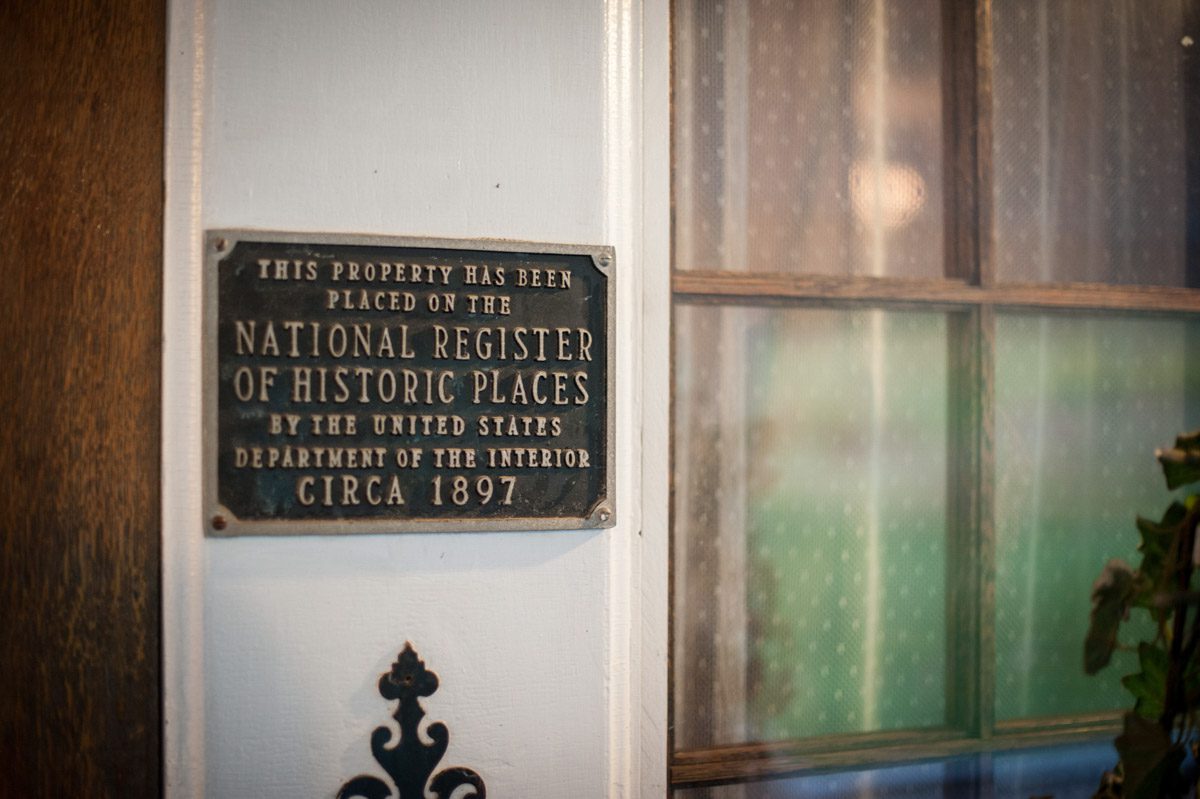 THIS PROPERTY HAS BEEN
PLACED ON THE
NATIONAL REGISTER
OF HISTORIC PLACES
BY THE UNITED STATES
DEPARTMENT OF THE INTERIOR
CIRCA 1897